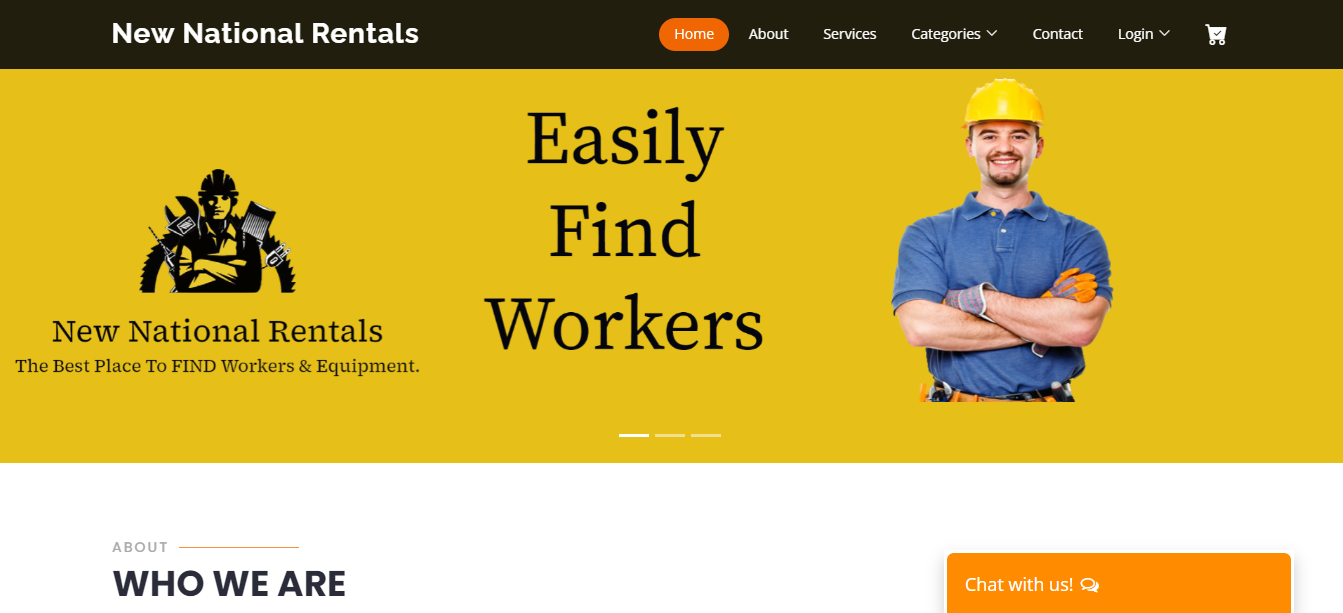 New National Rentals
Home About Services Categories Contact Login
Easily
Find
Workers
New National Rentals
The Best Place To FIND Workers & Equipment.
ABOUT
WHO WE ARE
Chat with us!